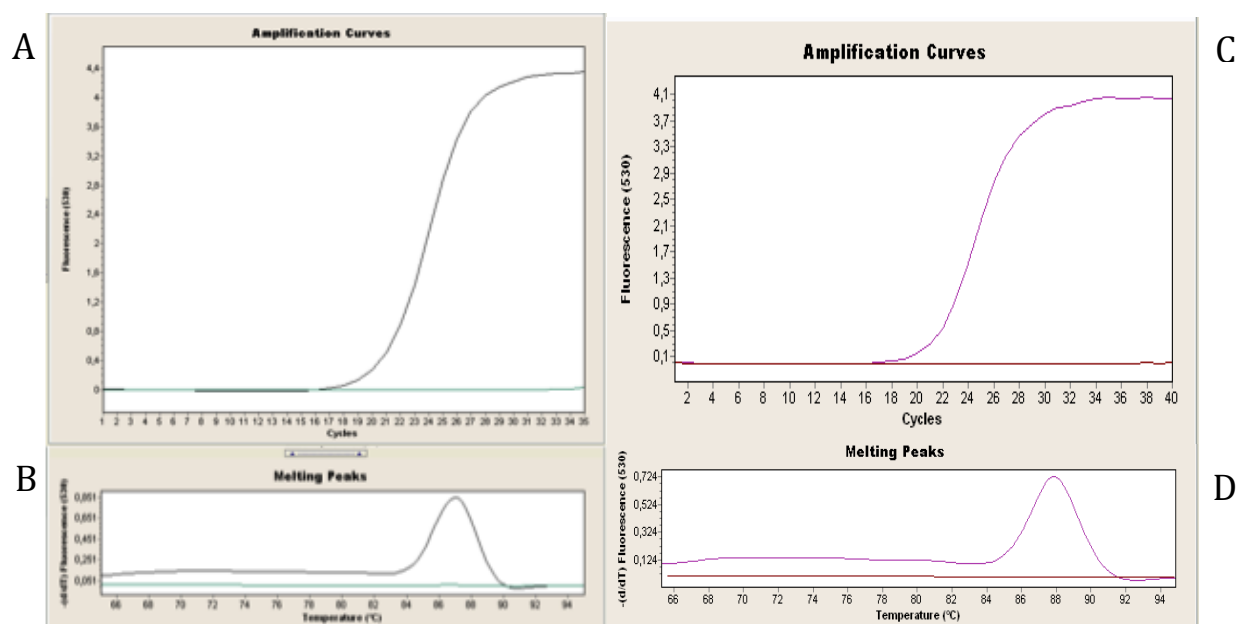 A
Amplification Curves
Fluorescence (530)
4,4
4
3,6
3,2
2,8
2,4
2
1,6
1,2
0,8
0,4
0
1 2 3 4 5 6 7 8 9 10 11 12 13 14 15 16 17 18 19 20 21 22 23 24 25 26 27 28 29 30 31 32 33 34 35
Cycles
B
Melting Peaks
-(d/dT) Fluorescence (530)
0,851
0,651
0,451
0,251
0,051
66 68 70 72 74 76 78 80 82 84 86 88 90 92 94
Temperature (°C)
C
Amplification Curves
Fluorescence (530)
4,1
3,7
3,3
2,9
2,5
2,1
1,7
1,3
0,9
0,5
0,1
2 4 6 8 10 12 14 16 18 20 22 24 26 28 30 32 34 36 38 40
Cycles
D
Melting Peaks
-(d/dT) Fluorescence (530)
0,724
0,524
0,324
0,124
66 68 70 72 74 76 78 80 82 84 86 88 90 92 94
Temperature (°C)